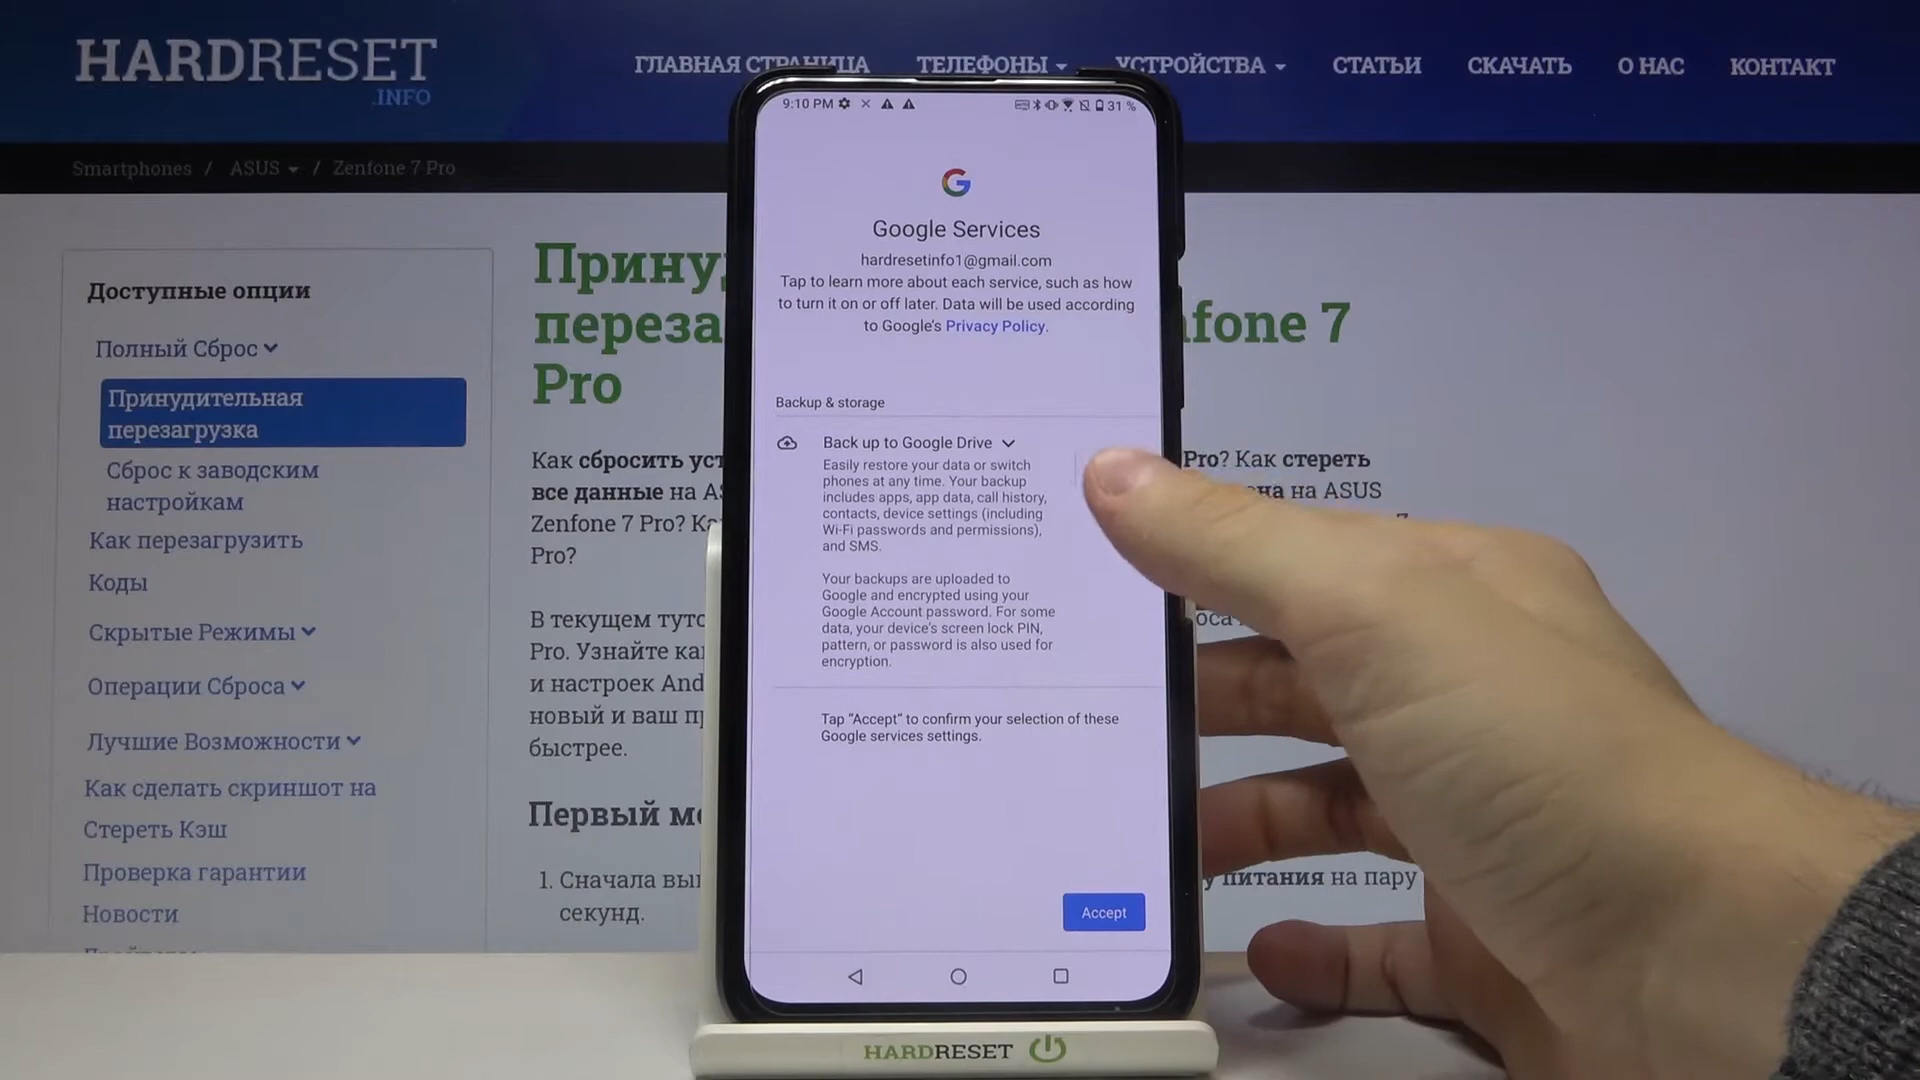 HARDRESET
.INFO
ГЛАВНАЯ СТРАНИЦА
ТЕЛЕФОНЫ
УСТРОЙСТВА
СТАТЬИ
СКАЧАТЬ
О НАС
КОНТАКТ
Smartphones / ASUS / Zenfone 7 Pro
Доступные опции
Полный Сброс
Принудительная
перезагрузка
Сброс к заводским
настройкам
Как перезагрузить
Коды
Скрытые Режимы
Операции Сброса
Лучшие Возможности
Как сделать скриншот на
Стереть Кэш
Проверка гарантии
Новости
Pro
Как сбросить
Pro? Как стереть
все данные на
на ASUS
Zenfone 7 Pro?
Pro?
В текущем
Pro. Узнайте
и настроек
новый и ваш
быстрее.
Первый
1. Сначала
питания на пару
секунд.
9:10 PM
31 %
Google Services
hardresetinfo1@gmail.com
Tap to learn more about each service, such as how
to turn it on or off later. Data will be used according
to Google's Privacy Policy.
Backup & storage
Back up to Google Drive
Easily restore your data or switch
phones at any time. Your backup
includes apps, app data, call history,
contacts, device settings (including
Wi-Fi passwords and permissions),
and SMS.
Your backups are uploaded to
Google and encrypted using your
Google Account password. For some
data, your device's screen lock PIN,
pattern, or password is also used for
encryption.
Tap "Accept" to confirm your selection of these
Google services settings.
Accept
HARDRESET